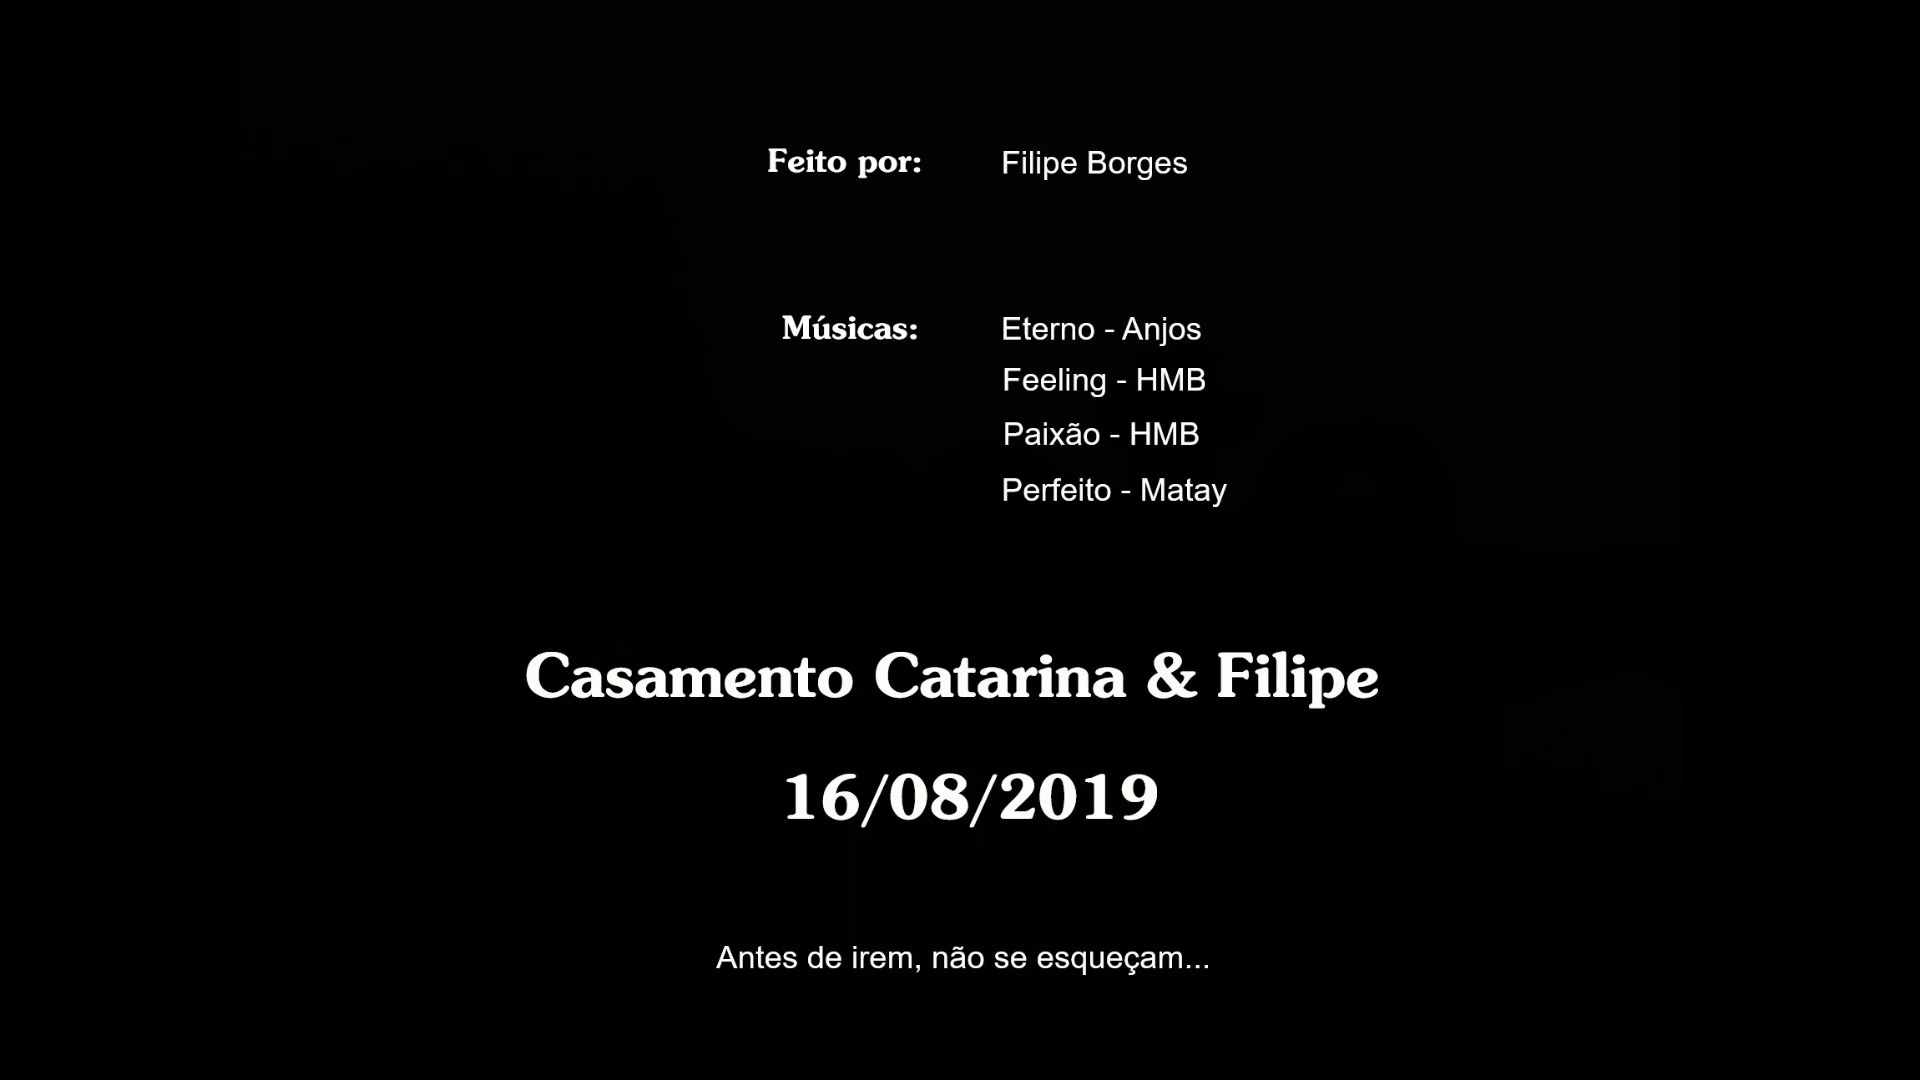 Feito por: Filipe Borges
Músicas: Eterno - Anjos
Feeling - HMB
Paixão - HMB
Perfeito - Matay
Casamento Catarina & Filipe
16/08/2019
Antes de irem, não se esqueçam...